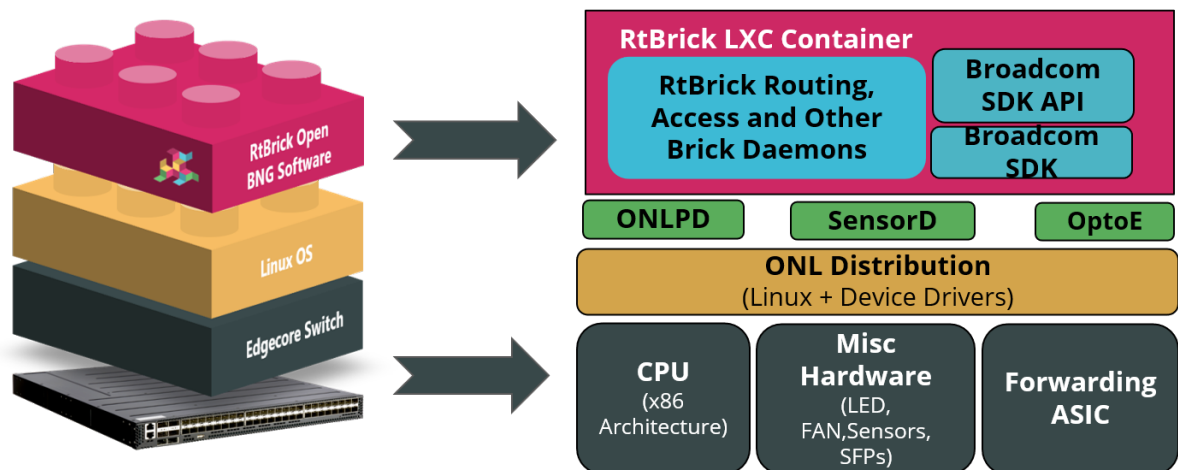 RtBrick Open
BNG Software
Linux OS
Edgecore Switch
RtBrick LXC Container
RtBrick Routing,
Access and Other
Brick Daemons
Broadcom
SDK API
Broadcom
SDK
ONLPD
SensorD
OptoE
ONL Distribution
(Linux + Device Drivers)
CPU
(x86
Architecture)
Misc
Hardware
(LED,
FAN,Sensors,
SFPs)
Forwarding
ASIC